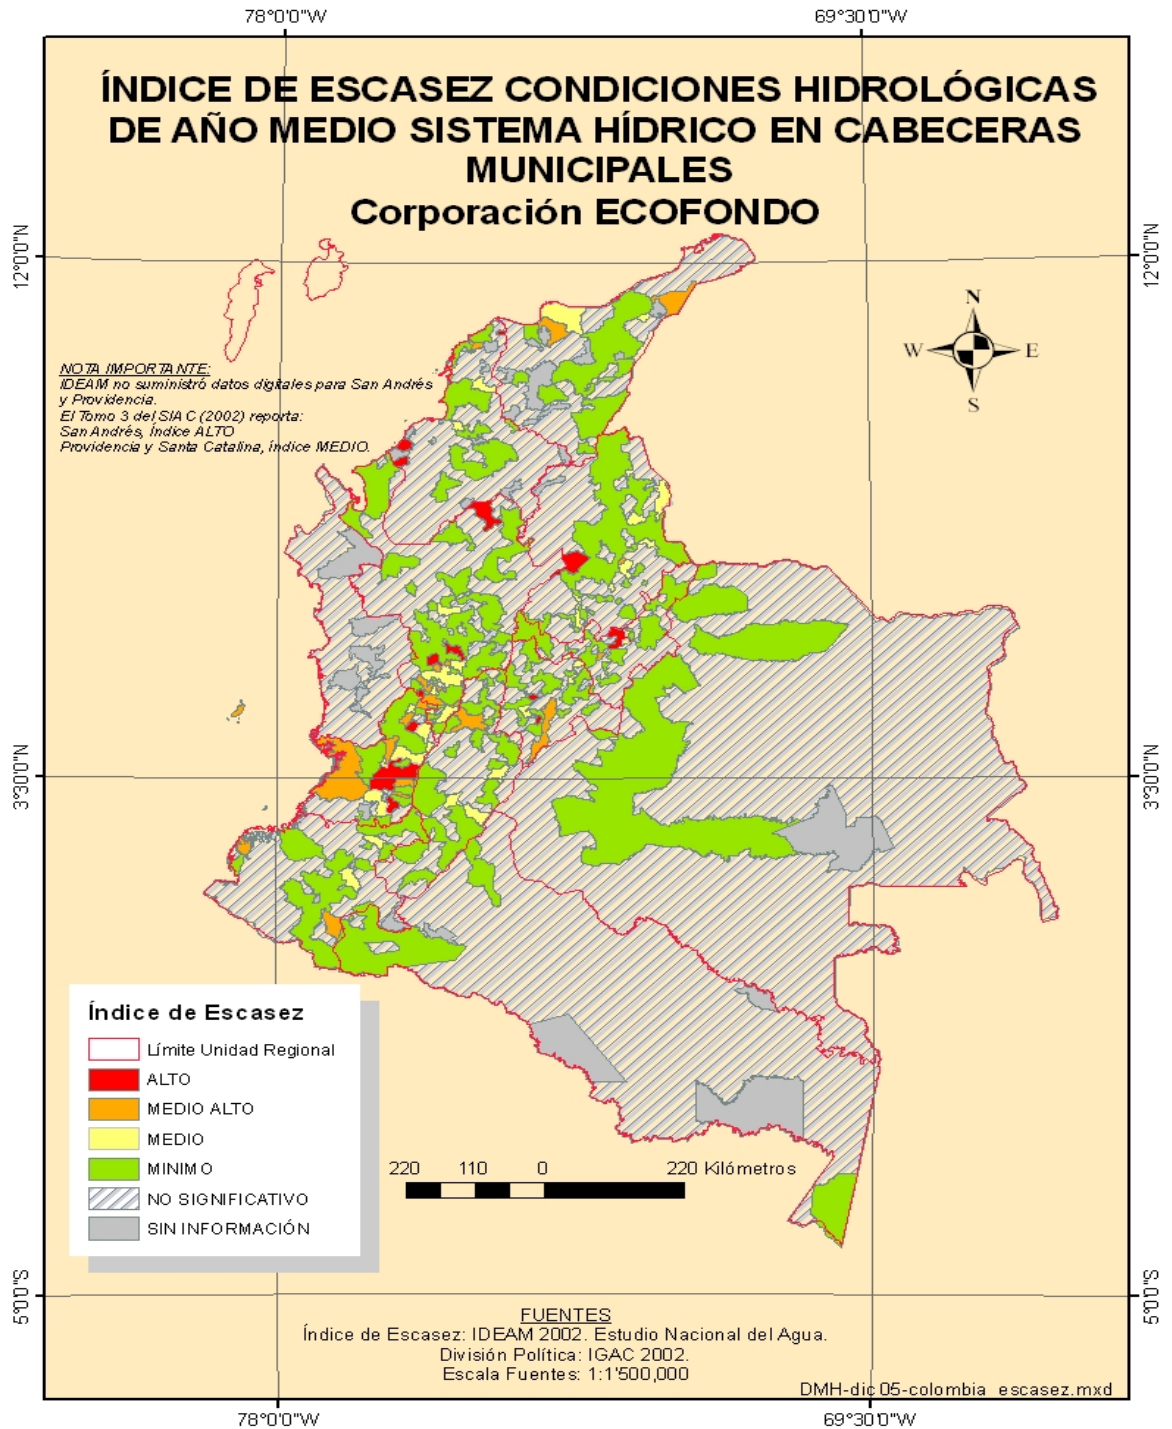 78°0'0"W
69°30'0"W
ÍNDICE DE ESCASEZ CONDICIONES HIDROLÓGICAS
DE AÑO MEDIO SISTEMA HÍDRICO EN CABECERAS
MUNICIPALES
Corporación ECOFONDO
12°0'0"N
12°0'0"N
N
W
E
S
NOTA IMPORTANTE:
IDEAM no suministró datos digitales para San Andrés
y Providencia.
El Tomo 3 del SIAC (2002) reporta:
San Andrés, Índice ALTO
Providencia y Santa Catalina, índice MEDIO.
3°30'0"N
3°30'0"N
Índice de Escasez
Límite Unidad Regional
ALTO
MEDIO ALTO
MEDIO
MINIMO
NO SIGNIFICATIVO
SIN INFORMACIÓN
220 110 0 220 Kilómetros
5°0'0"S
5°0'0"S
FUENTES
Índice de Escasez: IDEAM 2002. Estudio Nacional del Agua.
División Política: IGAC 2002.
Escala Fuentes: 1:1'500,000
DMH-dic 05-colombia_escasez.mxd
78°0'0"W
69°30'0"W